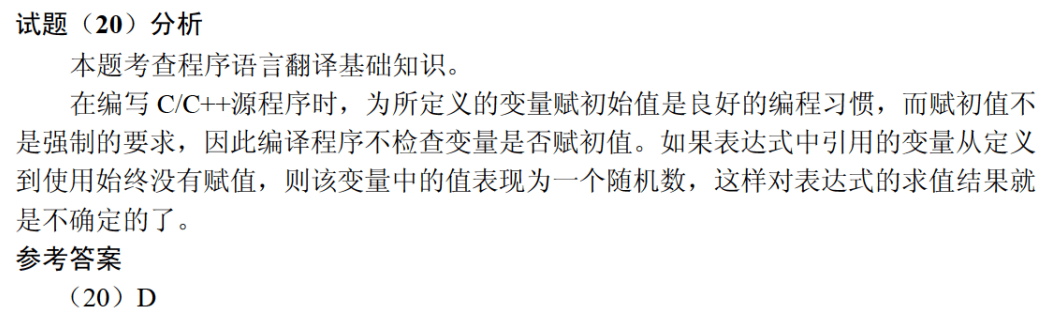 试题（20）分析
本题考查程序语言翻译基础知识。
在编写 C/C++源程序时，为所定义的变量赋初始值是良好的编程习惯，而赋初值不
是强制的要求，因此编译程序不检查变量是否赋初值。如果表达式中引用的变量从定义
到使用始终没有赋值，则该变量中的值表现为一个随机数，这样对表达式的求值结果就
是不确定的了。
参考答案
（20）D